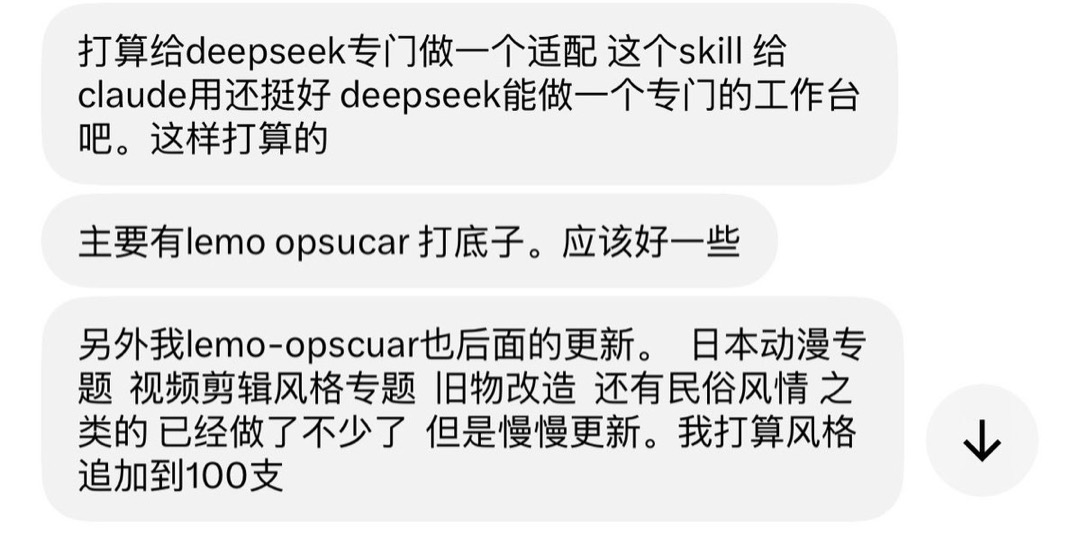 打算给deepseek专门做一个适配 这个skill 给
claude用还挺好 deepseek能做一个专门的工作台
吧。这样打算的
主要有lemo opsucar 打底子。应该好一些
另外我lemo-opscuar也后面的更新。 日本动漫专
题 视频剪辑风格专题 旧物改造 还有民俗风情 之
类的 已经做了不少了 但是慢慢更新。我打算风格
追加到100支